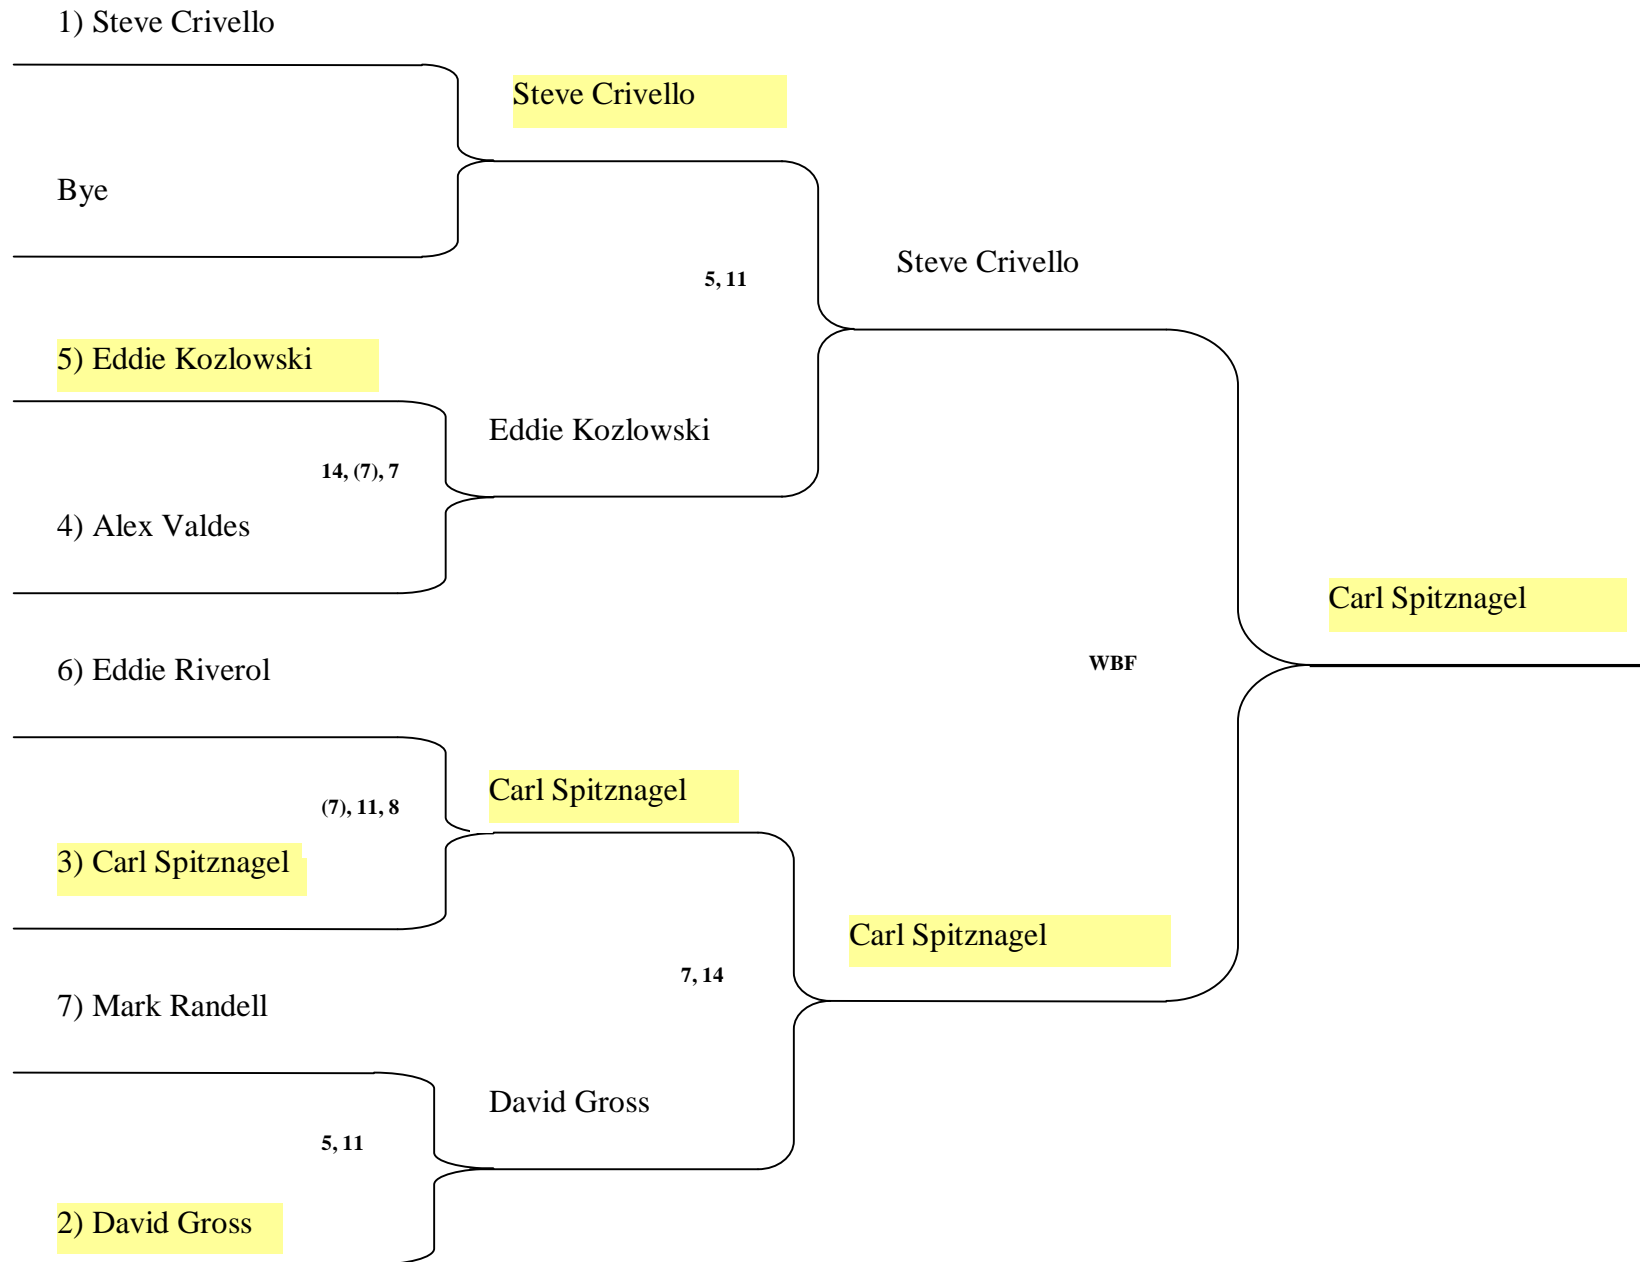 1) Steve Crivello
Steve Crivello
Bye
Steve Crivello
5, 11
5) Eddie Kozlowski
Eddie Kozlowski
14, (7), 7
4) Alex Valdes
Carl Spitznagel
6) Eddie Riverol
WBF
Carl Spitznagel
(7), 11, 8
3) Carl Spitznagel
Carl Spitznagel
7, 14
7) Mark Randell
David Gross
5, 11
2) David Gross